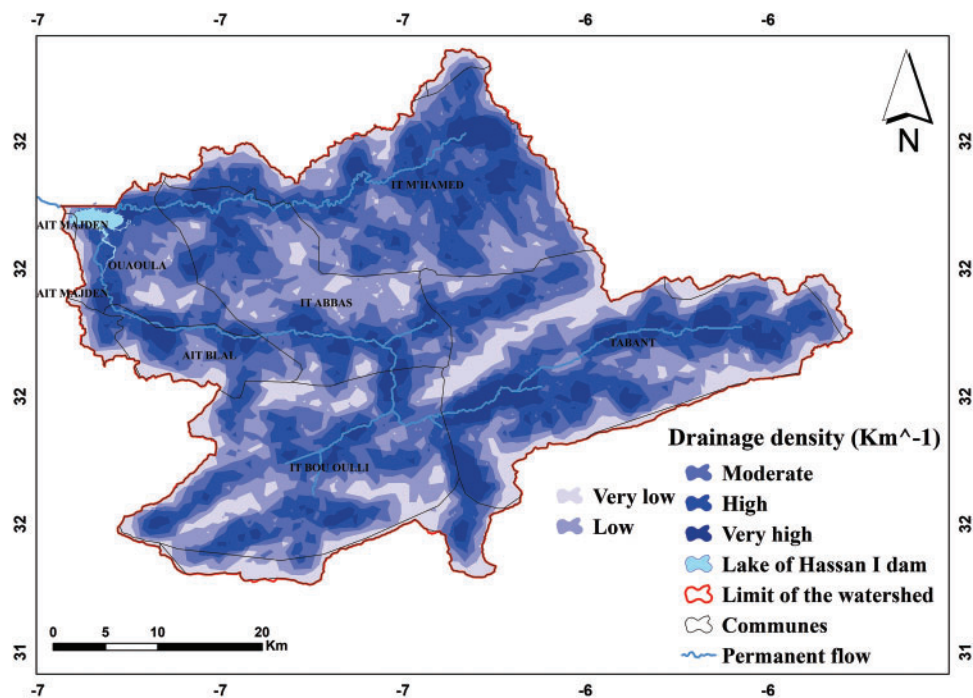 -7 -7 -7 -6 -6
32 32
N
IT M'HAMED
AIT MAJDEN
OUAOULA
32 32
AIT MAJDEN
IT ABBAS
TABANT
AIT BLAL
32 32
Drainage density (Km^-1)
IT BOU OULLI
Very low
Low
Moderate
High
Very high
Lake of Hassan I dam
Limit of the watershed
Communes
Permanent flow
32 32
0 5 10 20
Km
31 31
-7 -7 -7 -6 -6